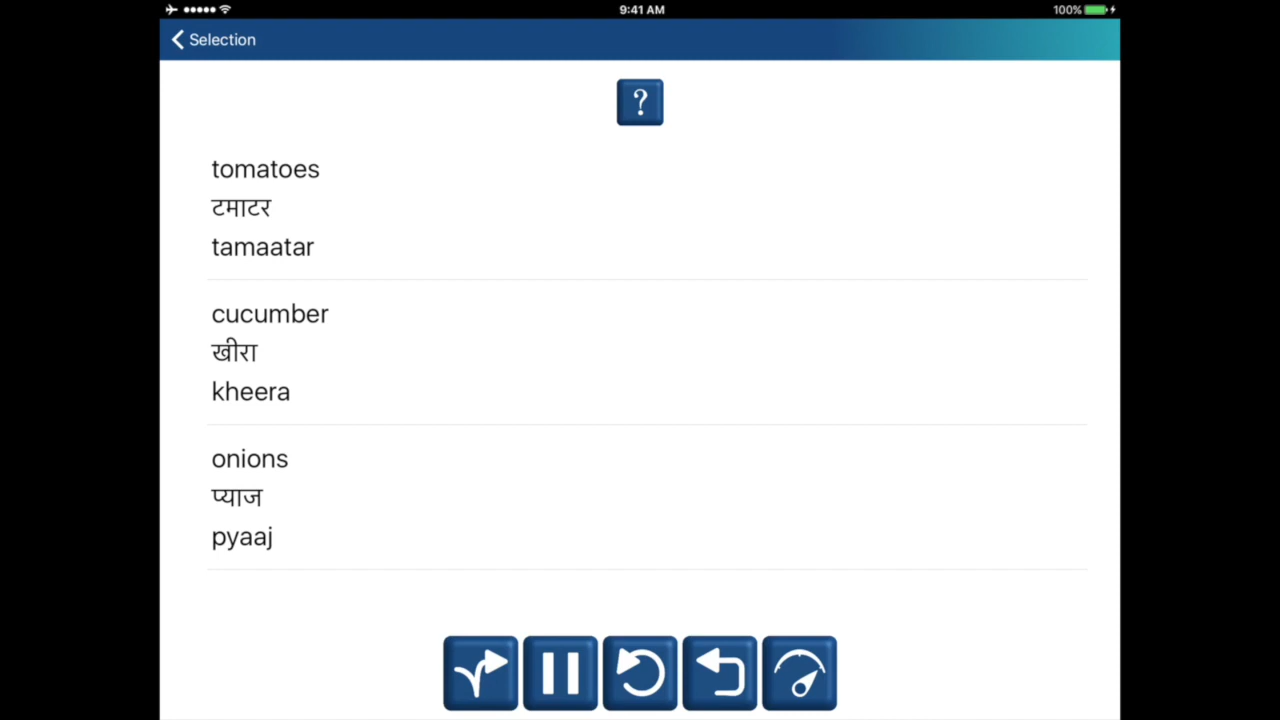 9:41 AM
100%
Selection
?
tomatoes
टमाटर
tamaatar
cucumber
खीरा
kheera
onions
प्याज
pyaaj